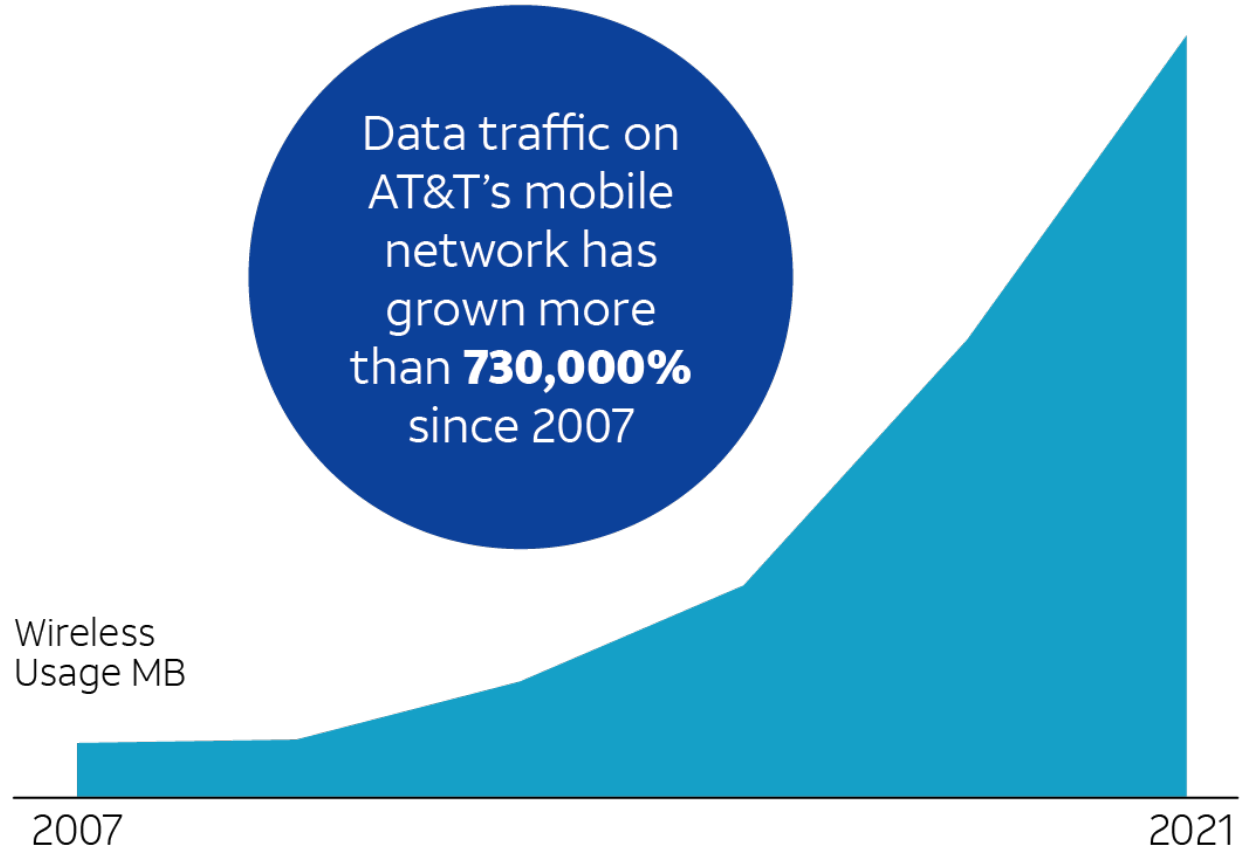 Data traffic on
AT&T’s mobile
network has
grown more
than 730,000%
since 2007
Wireless
Usage MB
2007
2021